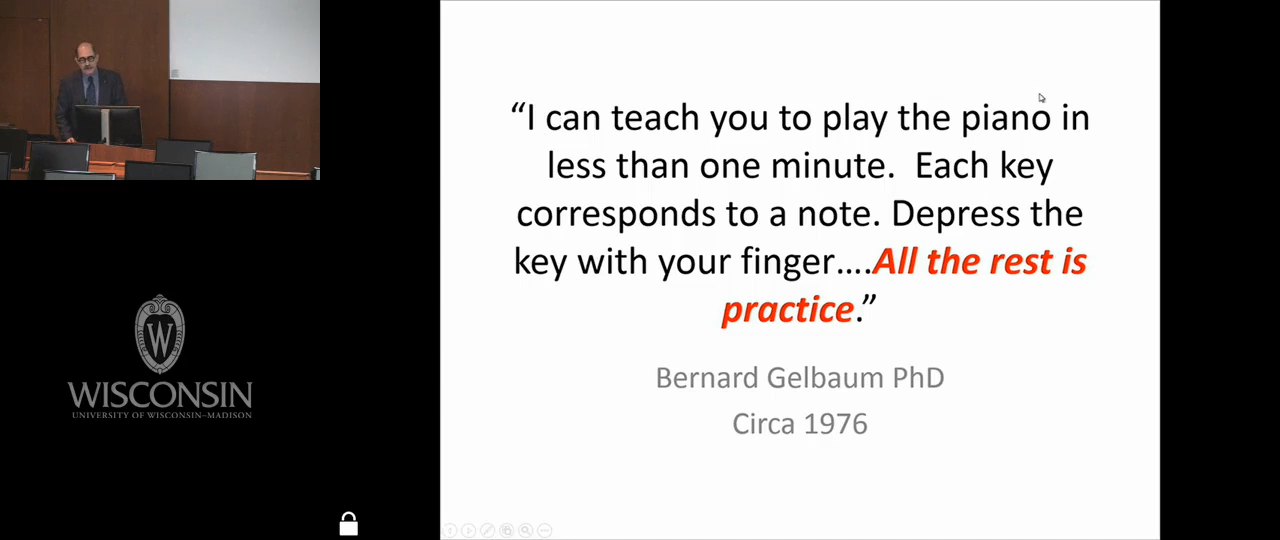 “I can teach you to play the piano in
less than one minute.  Each key
corresponds to a note. Depress the
key with your finger….All the rest is
practice.”
Bernard Gelbaum PhD
Circa 1976
W
WISCONSIN
UNIVERSITY OF WISCONSIN–MADISON